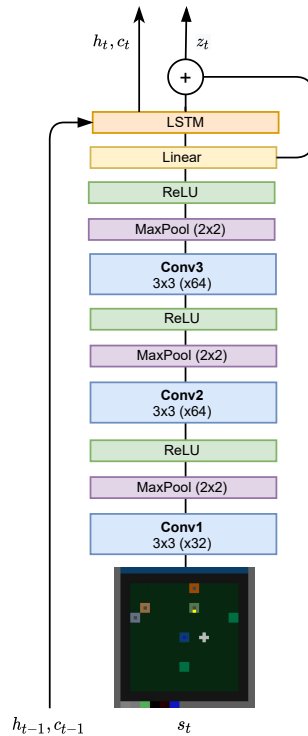 h_t, c_t
z_t
+
LSTM
Linear
ReLU
MaxPool (2x2)
Conv3
3x3 (x64)
ReLU
MaxPool (2x2)
Conv2
3x3 (x64)
ReLU
MaxPool (2x2)
Conv1
3x3 (x32)
h_{t-1}, c_{t-1}
s_t